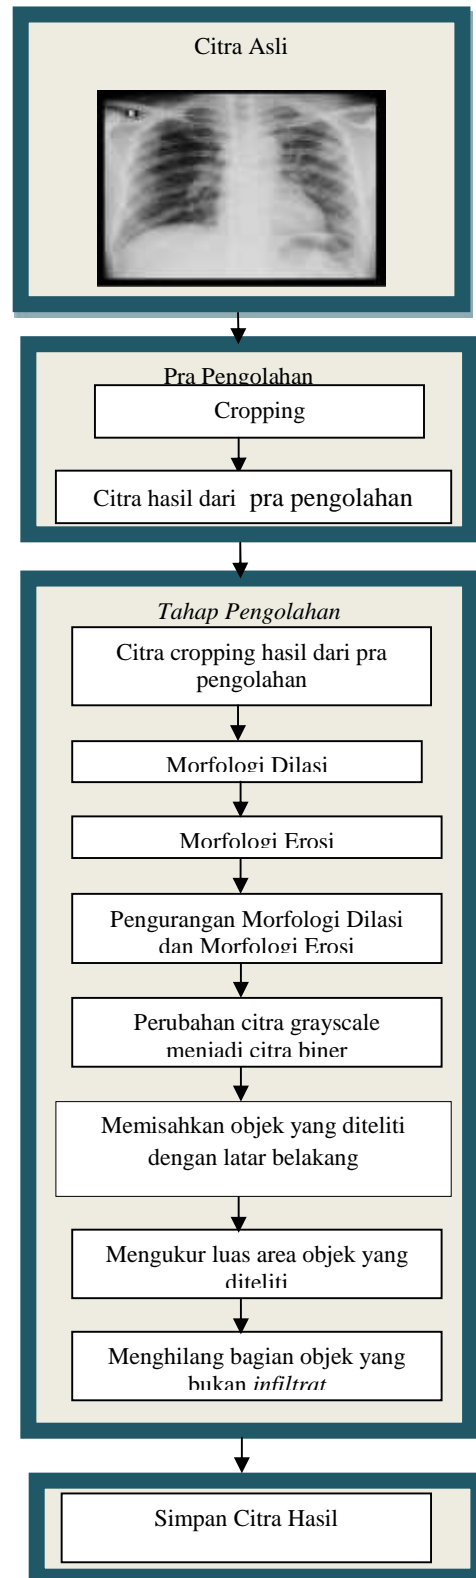 Citra Asli
Pra Pengolahan
Cropping
Citra hasil dari pra pengolahan
Tahap Pengolahan
Citra cropping hasil dari pra
pengolahan
Morfologi Dilasi
Morfologi Erosi
Pengurangan Morfologi Dilasi
dan Morfologi Erosi
Perubahan citra grayscale
menjadi citra biner
Memisahkan objek yang diteliti
dengan latar belakang
Mengukur luas area objek yang
diteliti
Menghilang bagian objek yang
bukan infiltrat
Simpan Citra Hasil